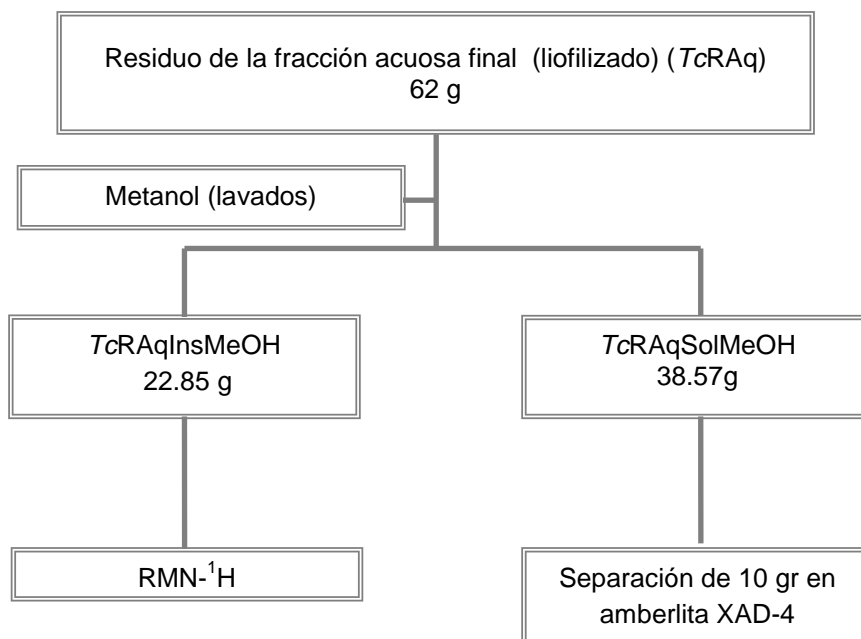 Residuo de la fracción acuosa final (liofilizado) (TcRAq)
62 g
Metanol (lavados)
TcRAqInsMeOH
22.85 g
TcRAqSolMeOH
38.57g
RMN-¹H
Separación de 10 gr en
amberlita XAD-4